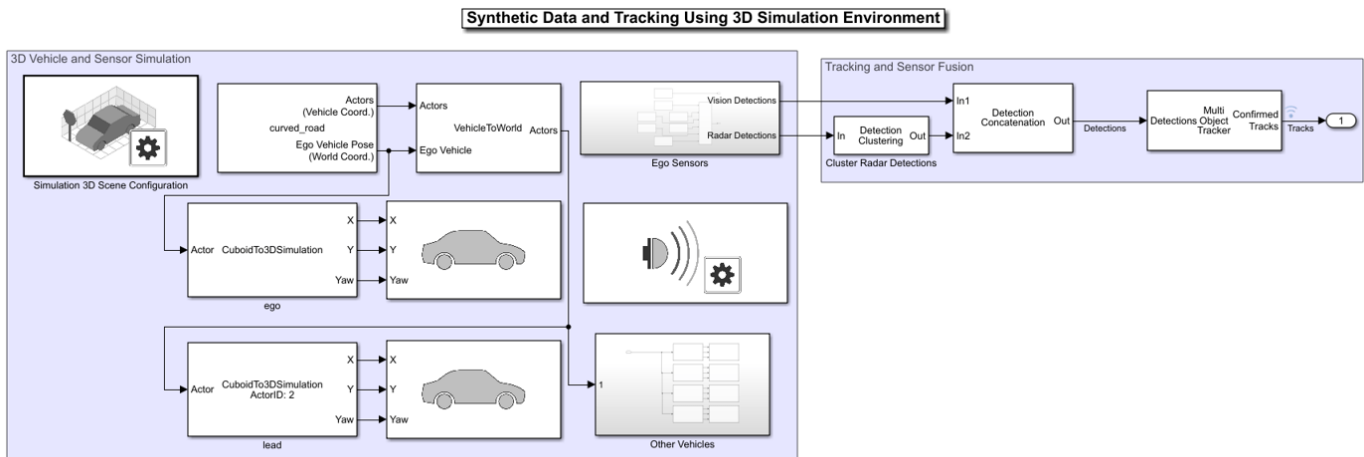 Synthetic Data and Tracking Using 3D Simulation Environment
3D Vehicle and Sensor Simulation
Simulation 3D Scene Configuration
Actors
(Vehicle Coord.)
curved_road
Ego Vehicle Pose
(World Coord.)
Actors
VehicleToWorld
Actors
Ego Vehicle
Vision Detections
Radar Detections
Ego Sensors
Actor
CuboidTo3DSimulation
X
Y
Yaw
ego
X
Y
Yaw
Actor
CuboidTo3DSimulation
ActorID: 2
X
Y
Yaw
lead
X
Y
Yaw
1
Other Vehicles
Tracking and Sensor Fusion
In
Detection
Clustering
Out
Cluster Radar Detections
In1
In2
Detection
Concatenation
Out
Detections
Detections
Multi
Object
Tracker
Confirmed
Tracks
Tracks
1